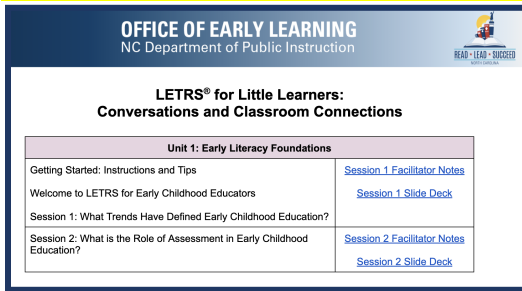 OFFICE OF EARLY LEARNING
NC Department of Public Instruction
READ • LEAD • SUCCEED
NORTH CAROLINA
LETRS® for Little Learners:
Conversations and Classroom Connections
Unit 1: Early Literacy Foundations
Getting Started: Instructions and Tips
Welcome to LETRS for Early Childhood Educators
Session 1: What Trends Have Defined Early Childhood Education?
Session 1 Facilitator Notes
Session 1 Slide Deck
Session 2: What is the Role of Assessment in Early Childhood
Education?
Session 2 Facilitator Notes
Session 2 Slide Deck